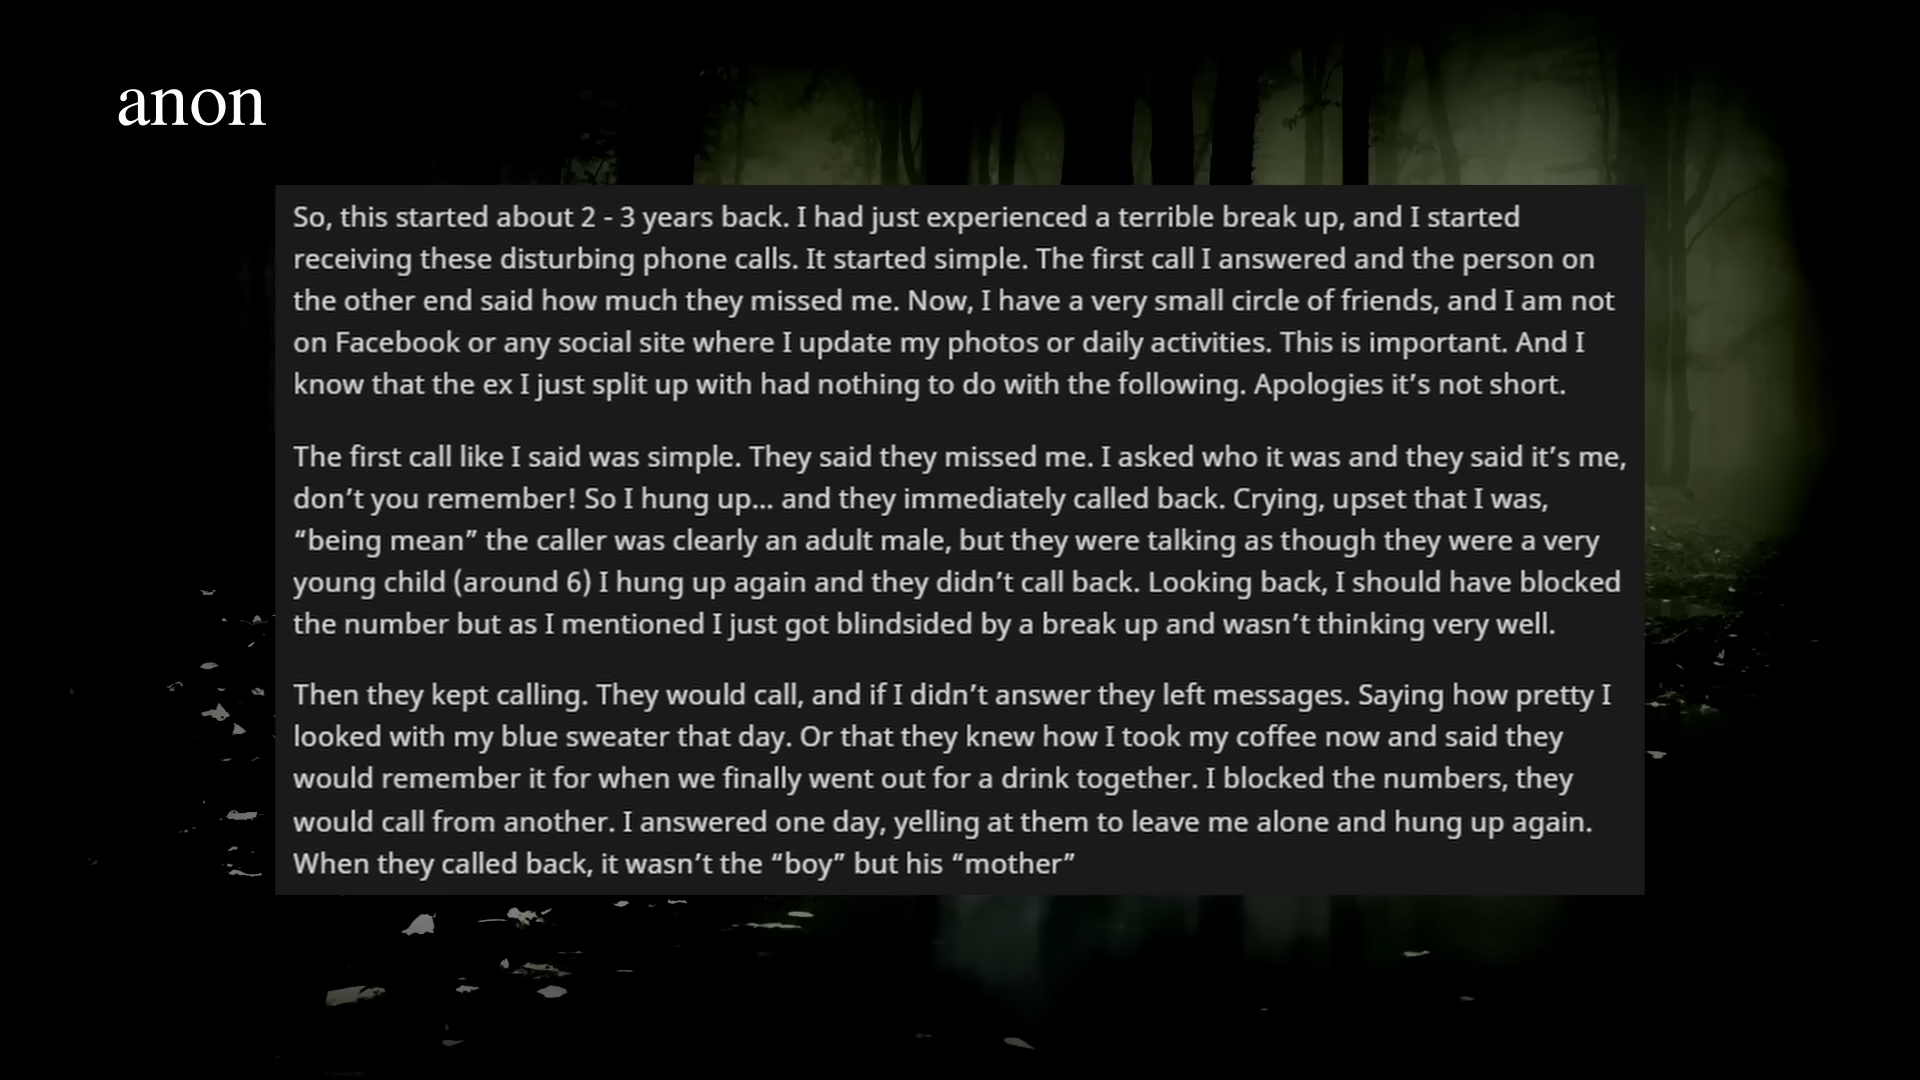 anon
So, this started about 2 - 3 years back. I had just experienced a terrible break up, and I started
receiving these disturbing phone calls. It started simple. The first call I answered and the person on
the other end said how much they missed me. Now, I have a very small circle of friends, and I am not
on Facebook or any social site where I update my photos or daily activities. This is important. And I
know that the ex I just split up with had nothing to do with the following. Apologies it’s not short.
The first call like I said was simple. They said they missed me. I asked who it was and they said it’s me,
don’t you remember! So I hung up... and they immediately called back. Crying, upset that I was,
“being mean” the caller was clearly an adult male, but they were talking as though they were a very
young child (around 6) I hung up again and they didn’t call back. Looking back, I should have blocked
the number but as I mentioned I just got blindsided by a break up and wasn’t thinking very well.
Then they kept calling. They would call, and if I didn’t answer they left messages. Saying how pretty I
looked with my blue sweater that day. Or that they knew how I took my coffee now and said they
would remember it for when we finally went out for a drink together. I blocked the numbers, they
would call from another. I answered one day, yelling at them to leave me alone and hung up again.
When they called back, it wasn’t the “boy” but his “mother”